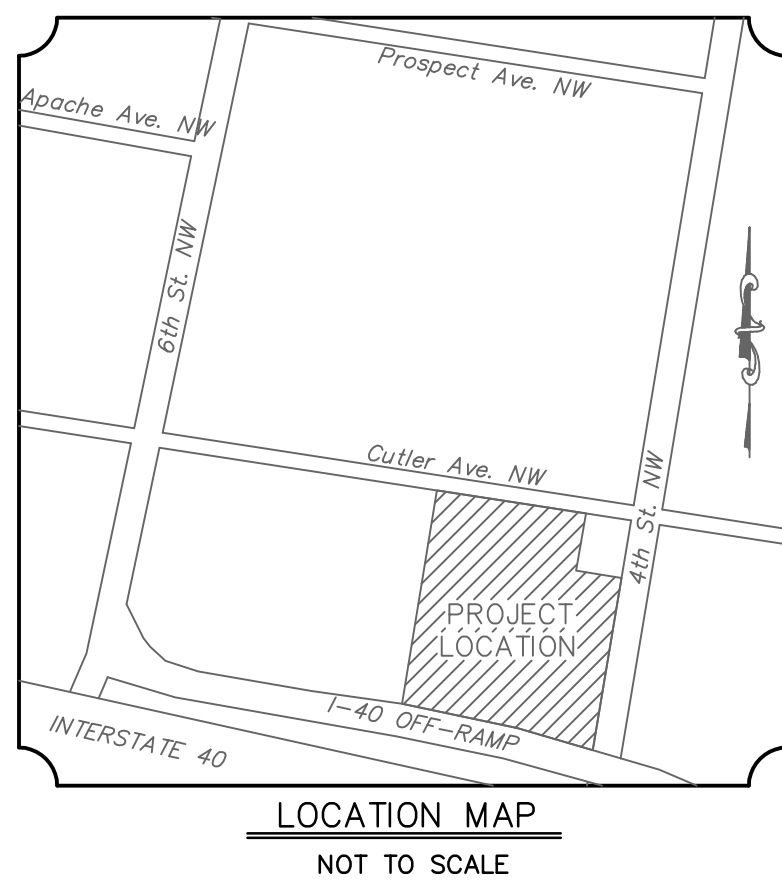 Prospect Ave. NW
Apache Ave. NW
6th St. NW
Cutler Ave. NW
4th St. NW
PROJECT
LOCATION
I-40 OFF-RAMP
INTERSTATE 40
LOCATION MAP
NOT TO SCALE